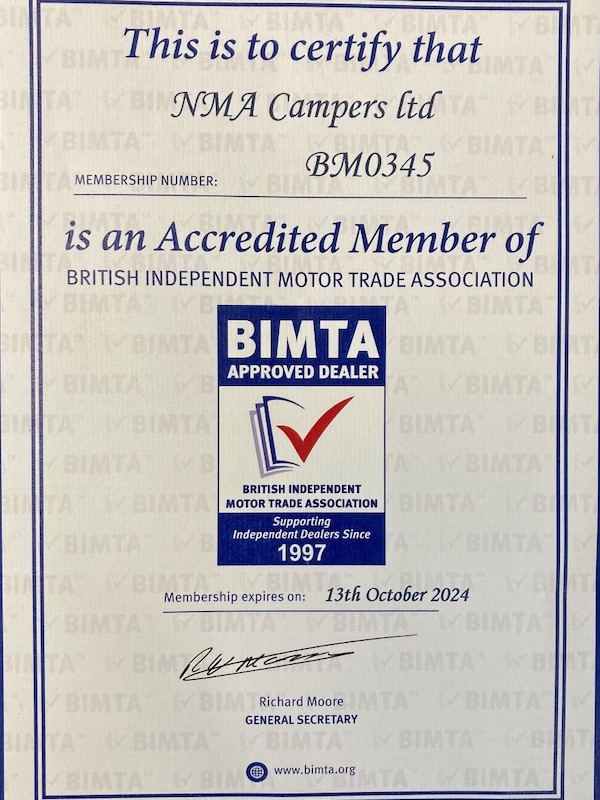 This is to certify that
NMA Campers ltd
MEMBERSHIP NUMBER: BM0345
is an Accredited Member of
BRITISH INDEPENDENT MOTOR TRADE ASSOCIATION
BIMTA
APPROVED DEALER
BRITISH INDEPENDENT
MOTOR TRADE ASSOCIATION
Supporting
Independent Dealers Since
1997
Membership expires on: 13th October 2024
Richard Moore
GENERAL SECRETARY
www.bimta.org